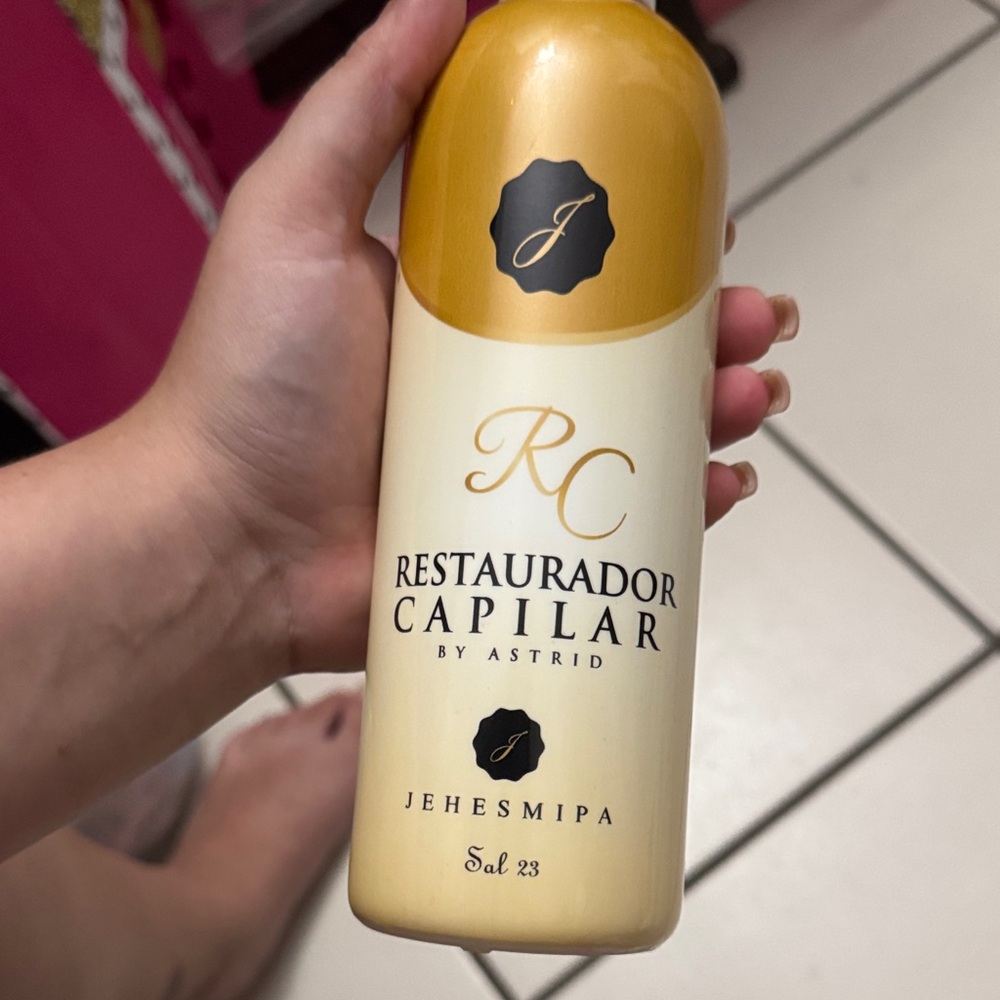 J
RC
RESTAURADOR
CAPILAR
BY ASTRID
J
JEHESMIPA
Sal 23